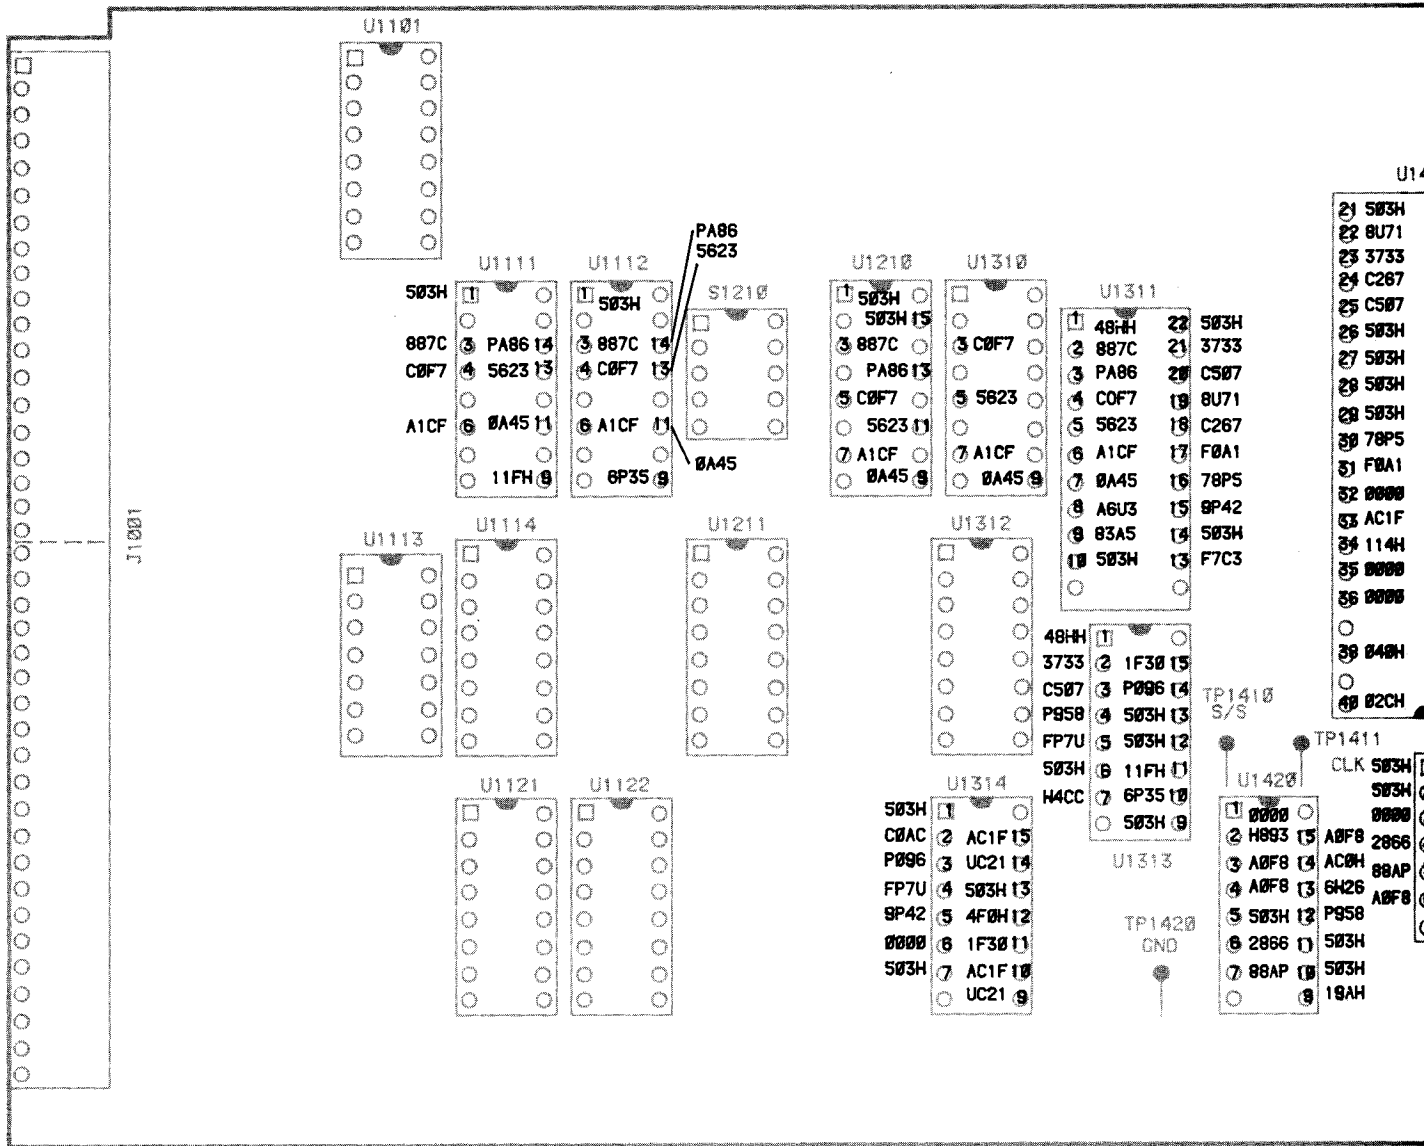 U1101
U14
21 503H
22 8U71
23 3733
24 C267
25 C507
26 503H
27 503H
28 503H
29 503H
30 78P5
31 F0A1
32 0000
33 AC1F
34 114H
35 0000
36 0000
39 040H
40 02CH
PA86
5623
U1111
503H 1
887C 3 PA86 14
C0F7 4 5623 13
A1CF 6 0A45 11
11FH 9
U1112
1 503H
3 887C 14
4 C0F7 13
6 A1CF 11
0A45
6P35 9
S1210
U1210
1 503H
503H 15
3 887C
PA86 13
5 C0F7
5623 11
7 A1CF
0A45 9
U1310
3 C0F7
5 5623
7 A1CF
0A45 9
U1311
1 48HH 22 503H
2 887C 21 3733
3 PA86 20 C507
4 COF7 19 8U71
5 5623 18 C267
6 A1CF 17 F0A1
7 0A45 16 78P5
8 A6U3 15 9P42
9 83A5 14 503H
10 503H 13 F7C3
J1001
U1113
U1114
U1211
U1312
48HH 1
3733 2 1F30 15
C507 3 P096 14
P958 4 503H 13
FP7U 5 503H 12
503H 6 11FH 11
H4CC 7 6P35 10
503H 9
U1313
TP1410
S/S
TP1411
CLK 503H
503H
0000
2866
88AP
A0F8
U1121
U1122
U1314
503H 1
C0AC 2 AC1F 15
P096 3 UC21 14
FP7U 4 503H 13
9P42 5 4F0H 12
0000 6 1F30 11
503H 7 AC1F 10
UC21 9
TP1420
GND
U1420
1 0000
2 H893 15 A0F8
3 A0F8 14 AC0H
4 A0F8 13 6H26
5 503H 12 P958
6 2866 11 503H
7 88AP 10 503H
9 19AH